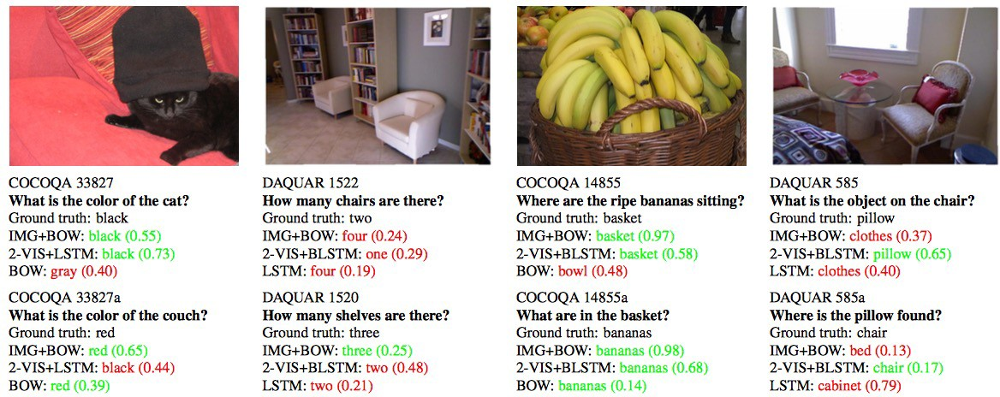 COCOQA 33827
What is the color of the cat?
Ground truth: black
IMG+BOW: black (0.55)
2-VIS+LSTM: black (0.73)
BOW: gray (0.40)
COCOQA 33827a
What is the color of the couch?
Ground truth: red
IMG+BOW: red (0.65)
2-VIS+LSTM: black (0.44)
BOW: red (0.39)
DAQUAR 1522
How many chairs are there?
Ground truth: two
IMG+BOW: four (0.24)
2-VIS+BLSTM: one (0.29)
LSTM: four (0.19)
DAQUAR 1520
How many shelves are there?
Ground truth: three
IMG+BOW: three (0.25)
2-VIS+BLSTM: two (0.48)
LSTM: two (0.21)
COCOQA 14855
Where are the ripe bananas sitting?
Ground truth: basket
IMG+BOW: basket (0.97)
2-VIS+BLSTM: basket (0.58)
BOW: bowl (0.48)
COCOQA 14855a
What are in the basket?
Ground truth: bananas
IMG+BOW: bananas (0.98)
2-VIS+BLSTM: bananas (0.68)
BOW: bananas (0.14)
DAQUAR 585
What is the object on the chair?
Ground truth: pillow
IMG+BOW: clothes (0.37)
2-VIS+BLSTM: pillow (0.65)
LSTM: clothes (0.40)
DAQUAR 585a
Where is the pillow found?
Ground truth: chair
IMG+BOW: bed (0.13)
2-VIS+BLSTM: chair (0.17)
LSTM: cabinet (0.79)